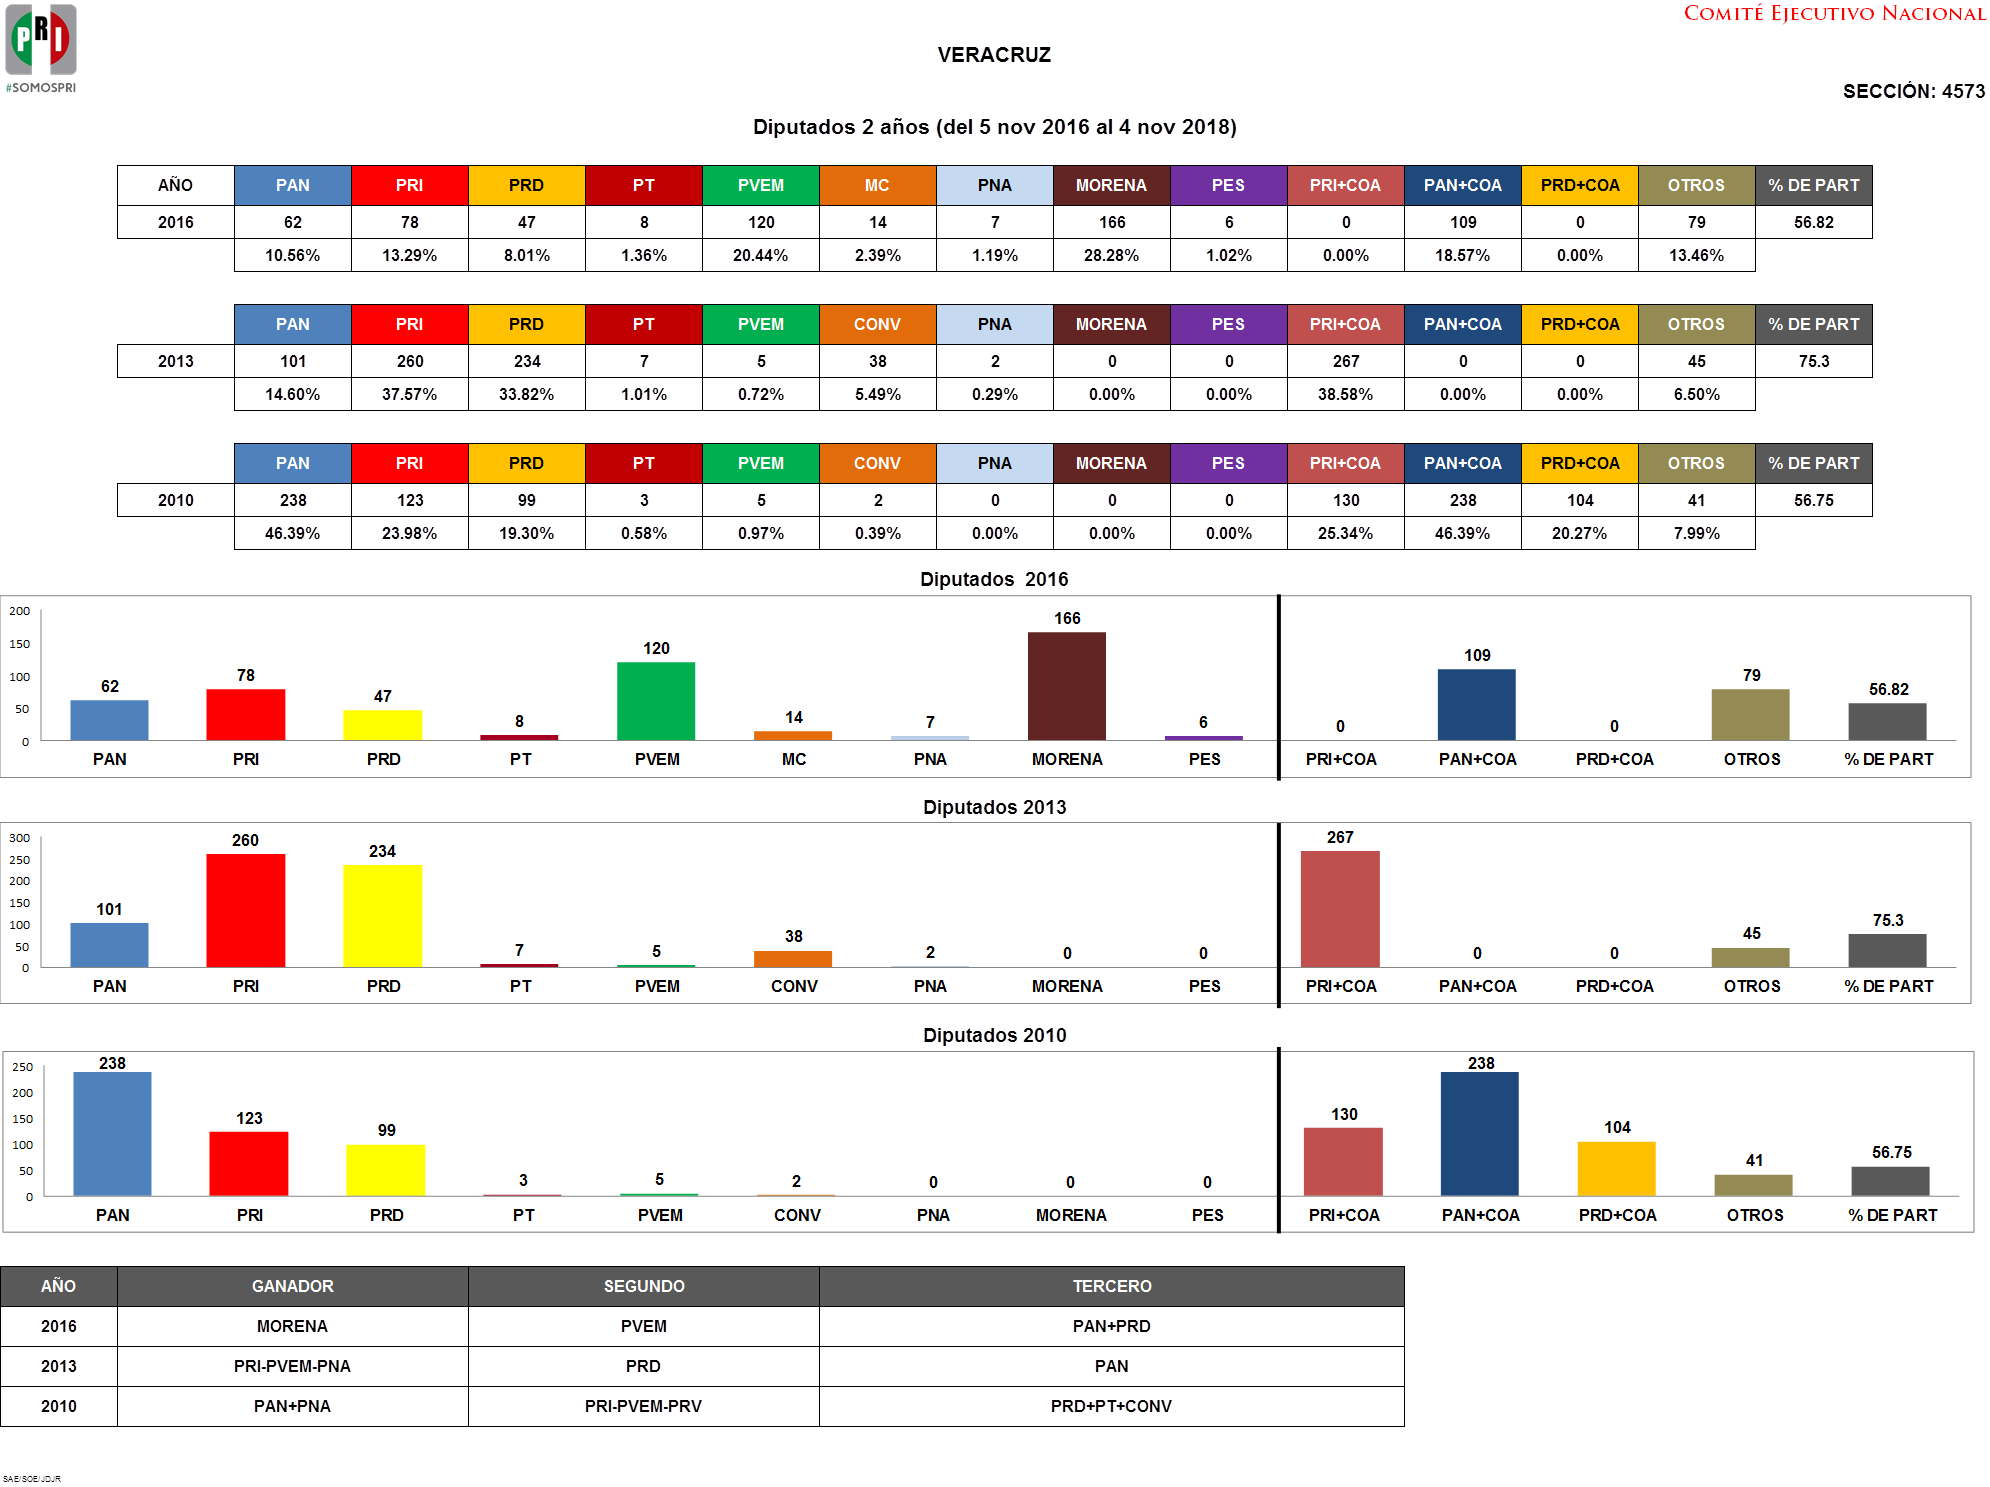 COMITÉ EJECUTIVO NACIONAL
PRI
#SOMOSPRI
VERACRUZ
SECCIÓN: 4573
Diputados 2 años (del 5 nov 2016 al 4 nov 2018)
AÑO PAN PRI PRD PT PVEM MC PNA MORENA PES PRI+COA PAN+COA PRD+COA OTROS % DE PART
2016 62 78 47 8 120 14 7 166 6 0 109 0 79 56.82
10.56% 13.29% 8.01% 1.36% 20.44% 2.39% 1.19% 28.28% 1.02% 0.00% 18.57% 0.00% 13.46%
PAN PRI PRD PT PVEM CONV PNA MORENA PES PRI+COA PAN+COA PRD+COA OTROS % DE PART
2013 101 260 234 7 5 38 2 0 0 267 0 0 45 75.3
14.60% 37.57% 33.82% 1.01% 0.72% 5.49% 0.29% 0.00% 0.00% 38.58% 0.00% 0.00% 6.50%
PAN PRI PRD PT PVEM CONV PNA MORENA PES PRI+COA PAN+COA PRD+COA OTROS % DE PART
2010 238 123 99 3 5 2 0 0 0 130 238 104 41 56.75
46.39% 23.98% 19.30% 0.58% 0.97% 0.39% 0.00% 0.00% 0.00% 25.34% 46.39% 20.27% 7.99%
Diputados 2016
200
150
100
50
0
62 78 47 8 120 14 7 166 6 0 109 0 79 56.82
PAN PRI PRD PT PVEM MC PNA MORENA PES PRI+COA PAN+COA PRD+COA OTROS % DE PART
Diputados 2013
300
250
200
150
100
50
0
101 260 234 7 5 38 2 0 0 267 0 0 45 75.3
PAN PRI PRD PT PVEM CONV PNA MORENA PES PRI+COA PAN+COA PRD+COA OTROS % DE PART
Diputados 2010
250
200
150
100
50
0
238 123 99 3 5 2 0 0 0 130 238 104 41 56.75
PAN PRI PRD PT PVEM CONV PNA MORENA PES PRI+COA PAN+COA PRD+COA OTROS % DE PART
AÑO GANADOR SEGUNDO TERCERO
2016 MORENA PVEM PAN+PRD
2013 PRI-PVEM-PNA PRD PAN
2010 PAN+PNA PRI-PVEM-PRV PRD+PT+CONV
SAE/SOE/JDJR